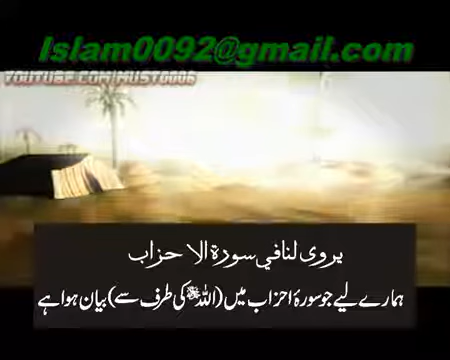 Islam0092@gmail.com
YOUTUBE.COM/MUSY0006
يروى لنا في سورة الاحزاب
ہمارے لیے جو سورۂ احزاب میں (اللہ ﷻ کی طرف سے) بیان ہوا ہے